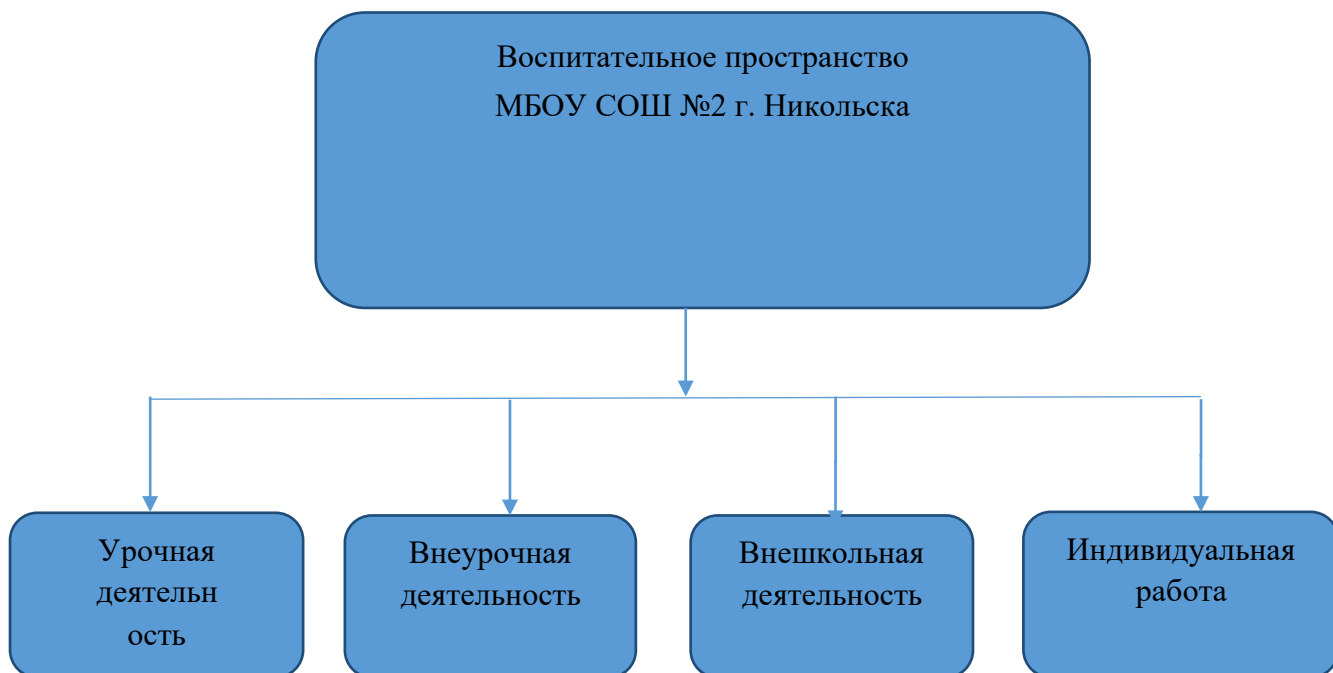 Воспитательное пространство
МБОУ СОШ №2 г. Никольска
Урочная
деятельн
ость
Внеурочная
деятельность
Внешкольная
деятельность
Индивидуальная
работа